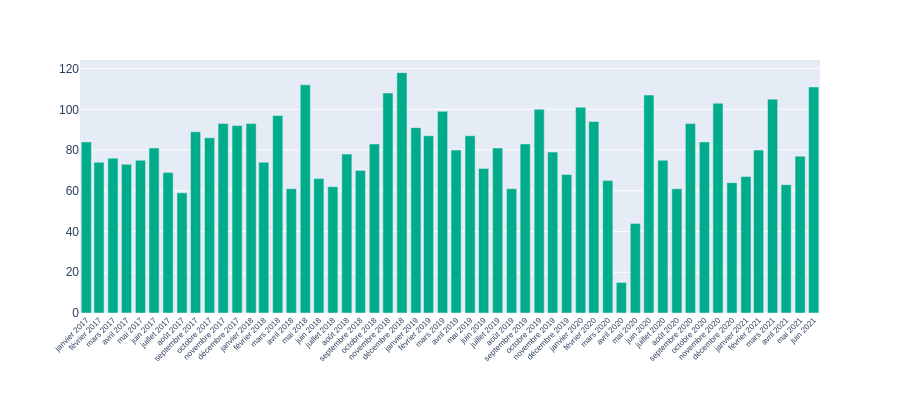 120
100
80
60
40
20
0
janvier 2017
février 2017
mars 2017
avril 2017
mai 2017
juin 2017
juillet 2017
août 2017
septembre 2017
octobre 2017
novembre 2017
décembre 2017
janvier 2018
février 2018
mars 2018
avril 2018
mai 2018
juin 2018
juillet 2018
août 2018
septembre 2018
octobre 2018
novembre 2018
décembre 2018
janvier 2019
février 2019
mars 2019
avril 2019
mai 2019
juin 2019
juillet 2019
août 2019
septembre 2019
octobre 2019
novembre 2019
décembre 2019
janvier 2020
février 2020
mars 2020
avril 2020
mai 2020
juin 2020
juillet 2020
août 2020
septembre 2020
octobre 2020
novembre 2020
décembre 2020
janvier 2021
février 2021
mars 2021
avril 2021
mai 2021
juin 2021